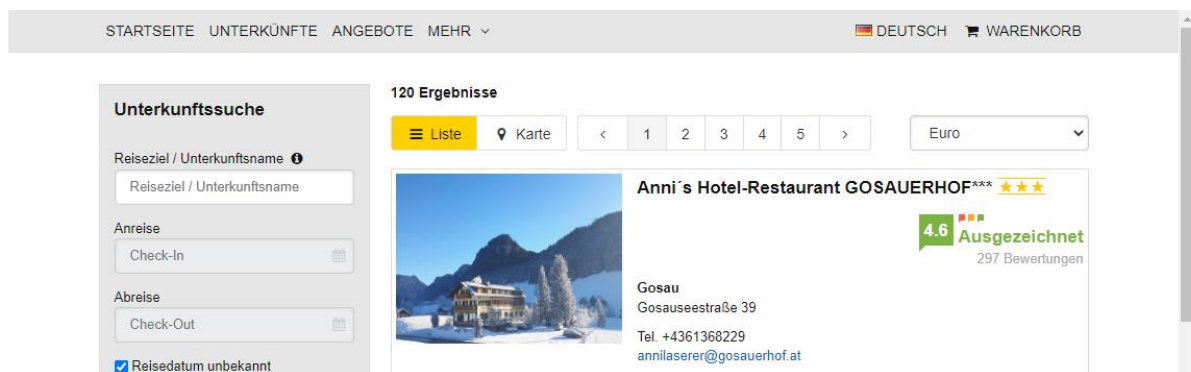 STARTSEITE UNTERKÜNFTE ANGEBOTE MEHR
DEUTSCH WARENKORB
Unterkunftssuche
Reiseziel / Unterkunftsname
Reiseziel / Unterkunftsname
Anreise
Check-In
Abreise
Check-Out
Reisedatum unbekannt
120 Ergebnisse
Liste Karte < 1 2 3 4 5 > Euro
Anni´s Hotel-Restaurant GOSAUERHOF***
4.6 Ausgezeichnet
297 Bewertungen
Gosau
Gosauseestraße 39
Tel. +4361368229
annilaserer@gosauerhof.at